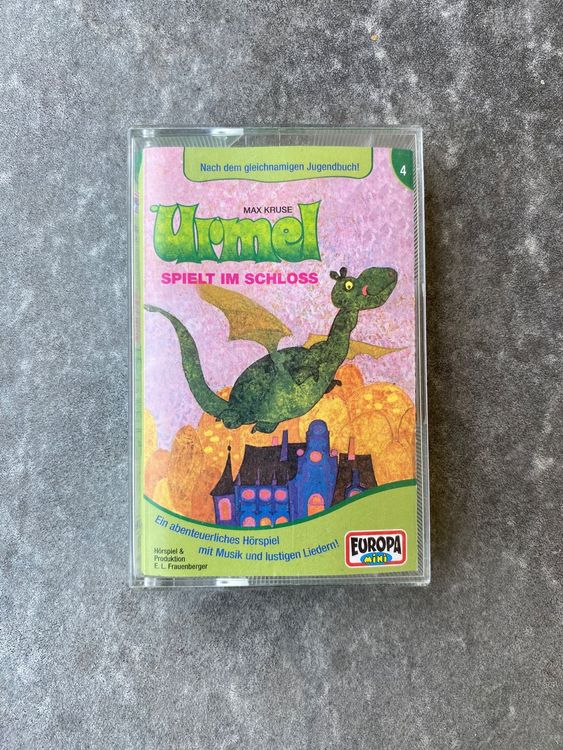 Nach dem gleichnamigen Jugendbuch!
4
MAX KRUSE
Urmel
SPIELT IM SCHLOSS
Ein abenteuerliches Hörspiel
mit Musik und lustigen Liedern!
Hörspiel &
Produktion
E. L. Frauenberger
EUROPA
MINI